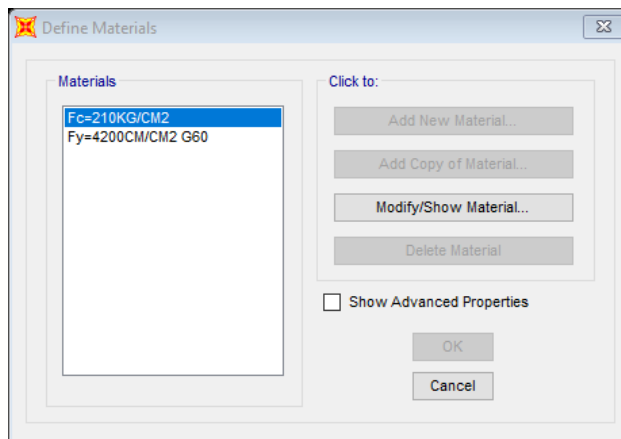 Define Materials
Materials
Fc=210KG/CM2
Fy=4200CM/CM2 G60
Click to:
Add New Material...
Add Copy of Material...
Modify/Show Material...
Delete Material
Show Advanced Properties
OK
Cancel